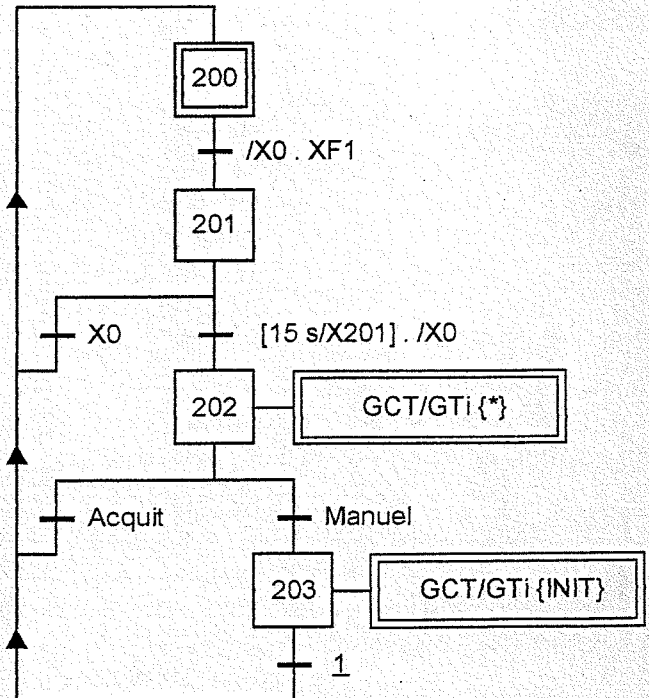 200
/X0 . XF1
201
X0
[15 s/X201] . /X0
202
GCT/GTi {*}
Acquit
Manuel
203
GCT/GTi {INIT}
1